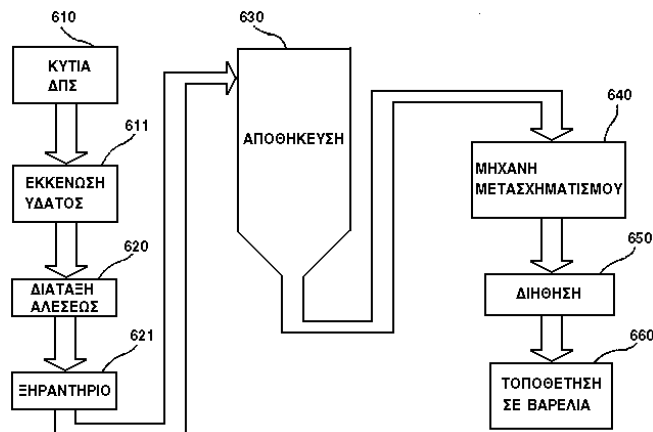 610
ΚΥΤΙΑ
ΔΠΣ
611
ΕΚΚΕΝΩΣΗ
ΥΔΑΤΟΣ
620
ΔΙΑΤΑΞΗ
ΑΛΕΣΕΩΣ
621
ΞΗΡΑΝΤΗΡΙΟ
630
ΑΠΟΘΗΚΕΥΣΗ
640
ΜΗΧΑΝΗ
ΜΕΤΑΣΧΗΜΑΤΙΣΜΟΥ
650
ΔΙΗΘΗΣΗ
660
ΤΟΠΟΘΕΤΗΣΗ
ΣΕ ΒΑΡΕΛΙΑ